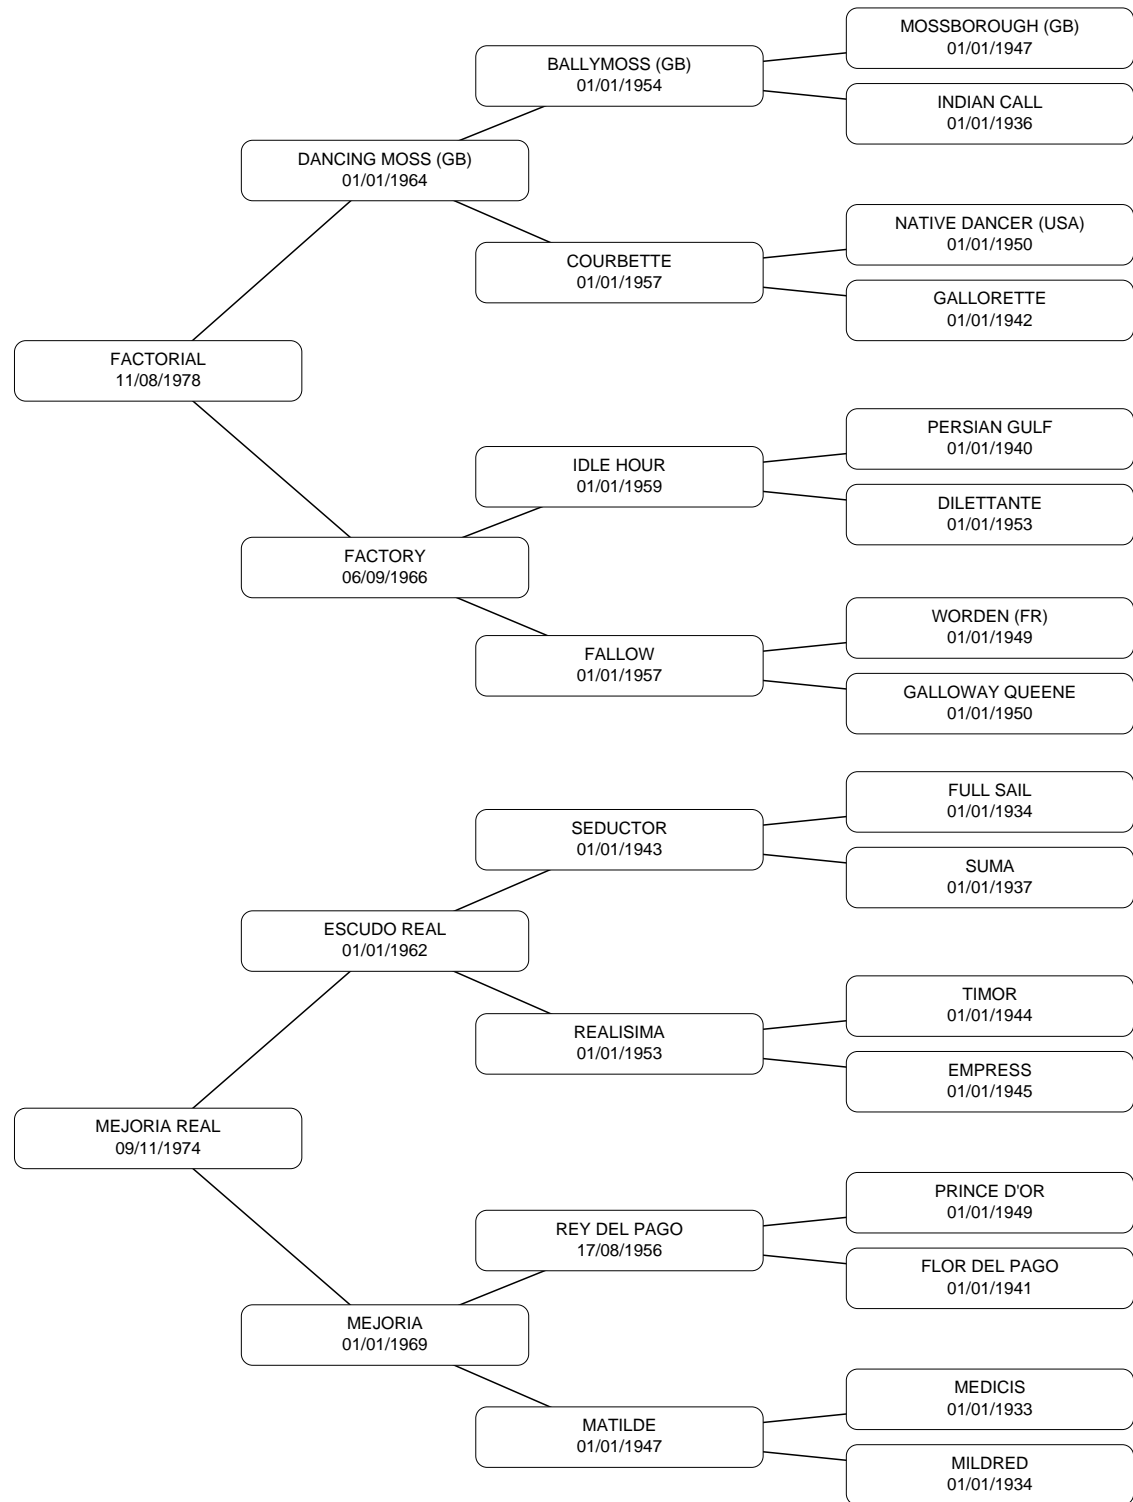 MOSSBOROUGH (GB)
01/01/1947
BALLYMOSS (GB)
01/01/1954
INDIAN CALL
01/01/1936
DANCING MOSS (GB)
01/01/1964
NATIVE DANCER (USA)
01/01/1950
COURBETTE
01/01/1957
GALLORETTE
01/01/1942
FACTORIAL
11/08/1978
PERSIAN GULF
01/01/1940
IDLE HOUR
01/01/1959
DILETTANTE
01/01/1953
FACTORY
06/09/1966
WORDEN (FR)
01/01/1949
FALLOW
01/01/1957
GALLOWAY QUEENE
01/01/1950
FULL SAIL
01/01/1934
SEDUCTOR
01/01/1943
SUMA
01/01/1937
ESCUDO REAL
01/01/1962
TIMOR
01/01/1944
REALISIMA
01/01/1953
EMPRESS
01/01/1945
MEJORIA REAL
09/11/1974
PRINCE D'OR
01/01/1949
REY DEL PAGO
17/08/1956
FLOR DEL PAGO
01/01/1941
MEJORIA
01/01/1969
MEDICIS
01/01/1933
MATILDE
01/01/1947
MILDRED
01/01/1934